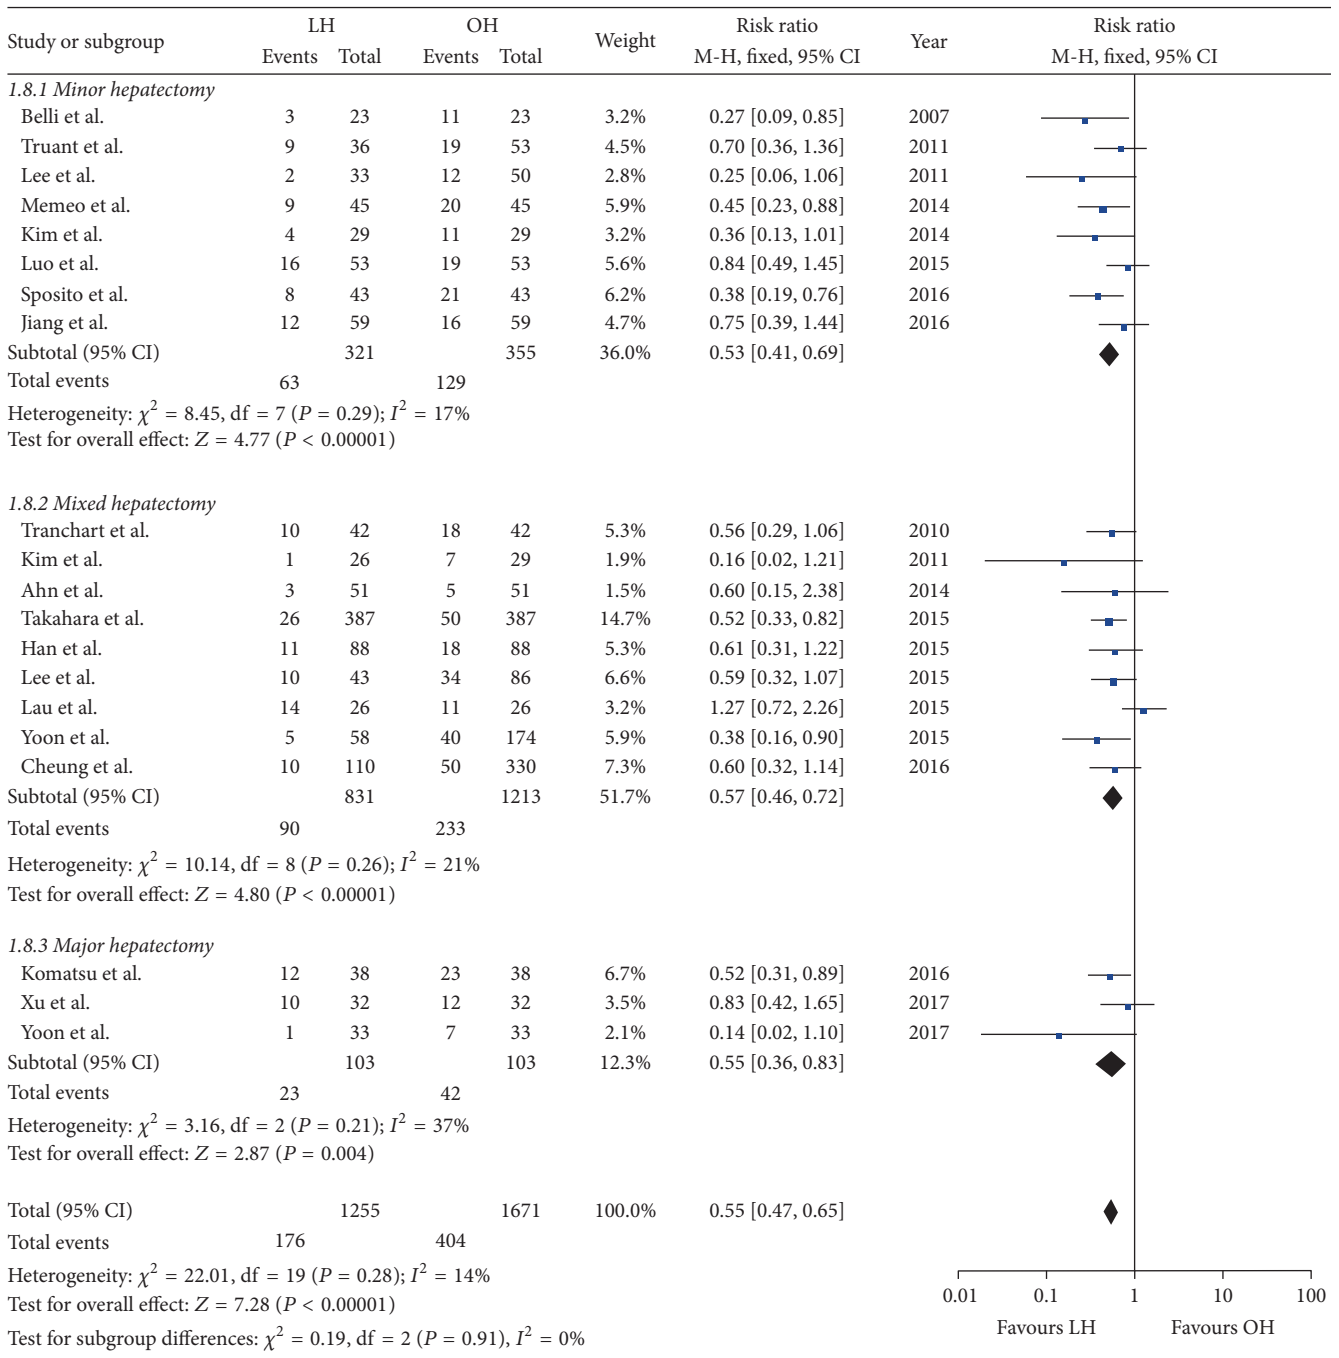 Study or subgroup LH OH Weight Risk ratio Year Risk ratio
Events Total Events Total M-H, fixed, 95% CI M-H, fixed, 95% CI
1.8.1 Minor hepatectomy
Belli et al. 3 23 11 23 3.2% 0.27 [0.09, 0.85] 2007
Truant et al. 9 36 19 53 4.5% 0.70 [0.36, 1.36] 2011
Lee et al. 2 33 12 50 2.8% 0.25 [0.06, 1.06] 2011
Memeo et al. 9 45 20 45 5.9% 0.45 [0.23, 0.88] 2014
Kim et al. 4 29 11 29 3.2% 0.36 [0.13, 1.01] 2014
Luo et al. 16 53 19 53 5.6% 0.84 [0.49, 1.45] 2015
Sposito et al. 8 43 21 43 6.2% 0.38 [0.19, 0.76] 2016
Jiang et al. 12 59 16 59 4.7% 0.75 [0.39, 1.44] 2016
Subtotal (95% CI) 321 355 36.0% 0.53 [0.41, 0.69]
Total events 63 129
Heterogeneity: χ² = 8.45, df = 7 (P = 0.29); I² = 17%
Test for overall effect: Z = 4.77 (P < 0.00001)
1.8.2 Mixed hepatectomy
Tranchart et al. 10 42 18 42 5.3% 0.56 [0.29, 1.06] 2010
Kim et al. 1 26 7 29 1.9% 0.16 [0.02, 1.21] 2011
Ahn et al. 3 51 5 51 1.5% 0.60 [0.15, 2.38] 2014
Takahara et al. 26 387 50 387 14.7% 0.52 [0.33, 0.82] 2015
Han et al. 11 88 18 88 5.3% 0.61 [0.31, 1.22] 2015
Lee et al. 10 43 34 86 6.6% 0.59 [0.32, 1.07] 2015
Lau et al. 14 26 11 26 3.2% 1.27 [0.72, 2.26] 2015
Yoon et al. 5 58 40 174 5.9% 0.38 [0.16, 0.90] 2015
Cheung et al. 10 110 50 330 7.3% 0.60 [0.32, 1.14] 2016
Subtotal (95% CI) 831 1213 51.7% 0.57 [0.46, 0.72]
Total events 90 233
Heterogeneity: χ² = 10.14, df = 8 (P = 0.26); I² = 21%
Test for overall effect: Z = 4.80 (P < 0.00001)
1.8.3 Major hepatectomy
Komatsu et al. 12 38 23 38 6.7% 0.52 [0.31, 0.89] 2016
Xu et al. 10 32 12 32 3.5% 0.83 [0.42, 1.65] 2017
Yoon et al. 1 33 7 33 2.1% 0.14 [0.02, 1.10] 2017
Subtotal (95% CI) 103 103 12.3% 0.55 [0.36, 0.83]
Total events 23 42
Heterogeneity: χ² = 3.16, df = 2 (P = 0.21); I² = 37%
Test for overall effect: Z = 2.87 (P = 0.004)
Total (95% CI) 1255 1671 100.0% 0.55 [0.47, 0.65]
Total events 176 404
Heterogeneity: χ² = 22.01, df = 19 (P = 0.28); I² = 14%
Test for overall effect: Z = 7.28 (P < 0.00001)
Test for subgroup differences: χ² = 0.19, df = 2 (P = 0.91), I² = 0%
0.01 0.1 1 10 100
Favours LH Favours OH